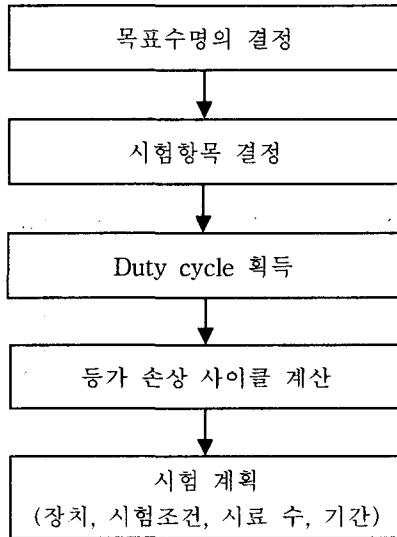 목표수명의 결정
시험항목 결정
Duty cycle 획득
등가 손상 사이클 계산
시험 계획
(장치, 시험조건, 시료 수, 기간)